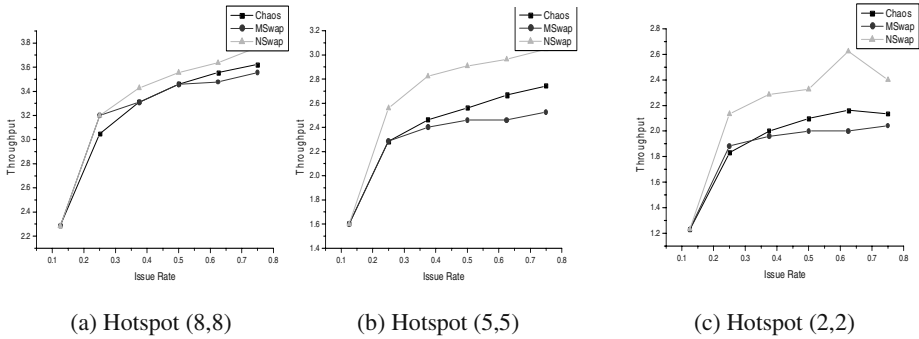 Chaos
MSwap
NSwap
3.8
3.6
3.4
3.2
3.0
2.8
2.6
2.4
2.2
Throughput
0.1 0.2 0.3 0.4 0.5 0.6 0.7 0.8
Issue Rate
(a) Hotspot (8,8)
Chaos
MSwap
NSwap
3.0
2.8
2.6
2.4
2.2
2.0
1.8
1.6
1.4
Throughput
0.1 0.2 0.3 0.4 0.5 0.6 0.7 0.8
Issue Rate
(b) Hotspot (5,5)
Chaos
MSwap
NSwap
2.8
2.6
2.4
2.2
2.0
1.8
1.6
1.4
1.2
Throughput
0.1 0.2 0.3 0.4 0.5 0.6 0.7 0.8
Issue Rate
(c) Hotspot (2,2)